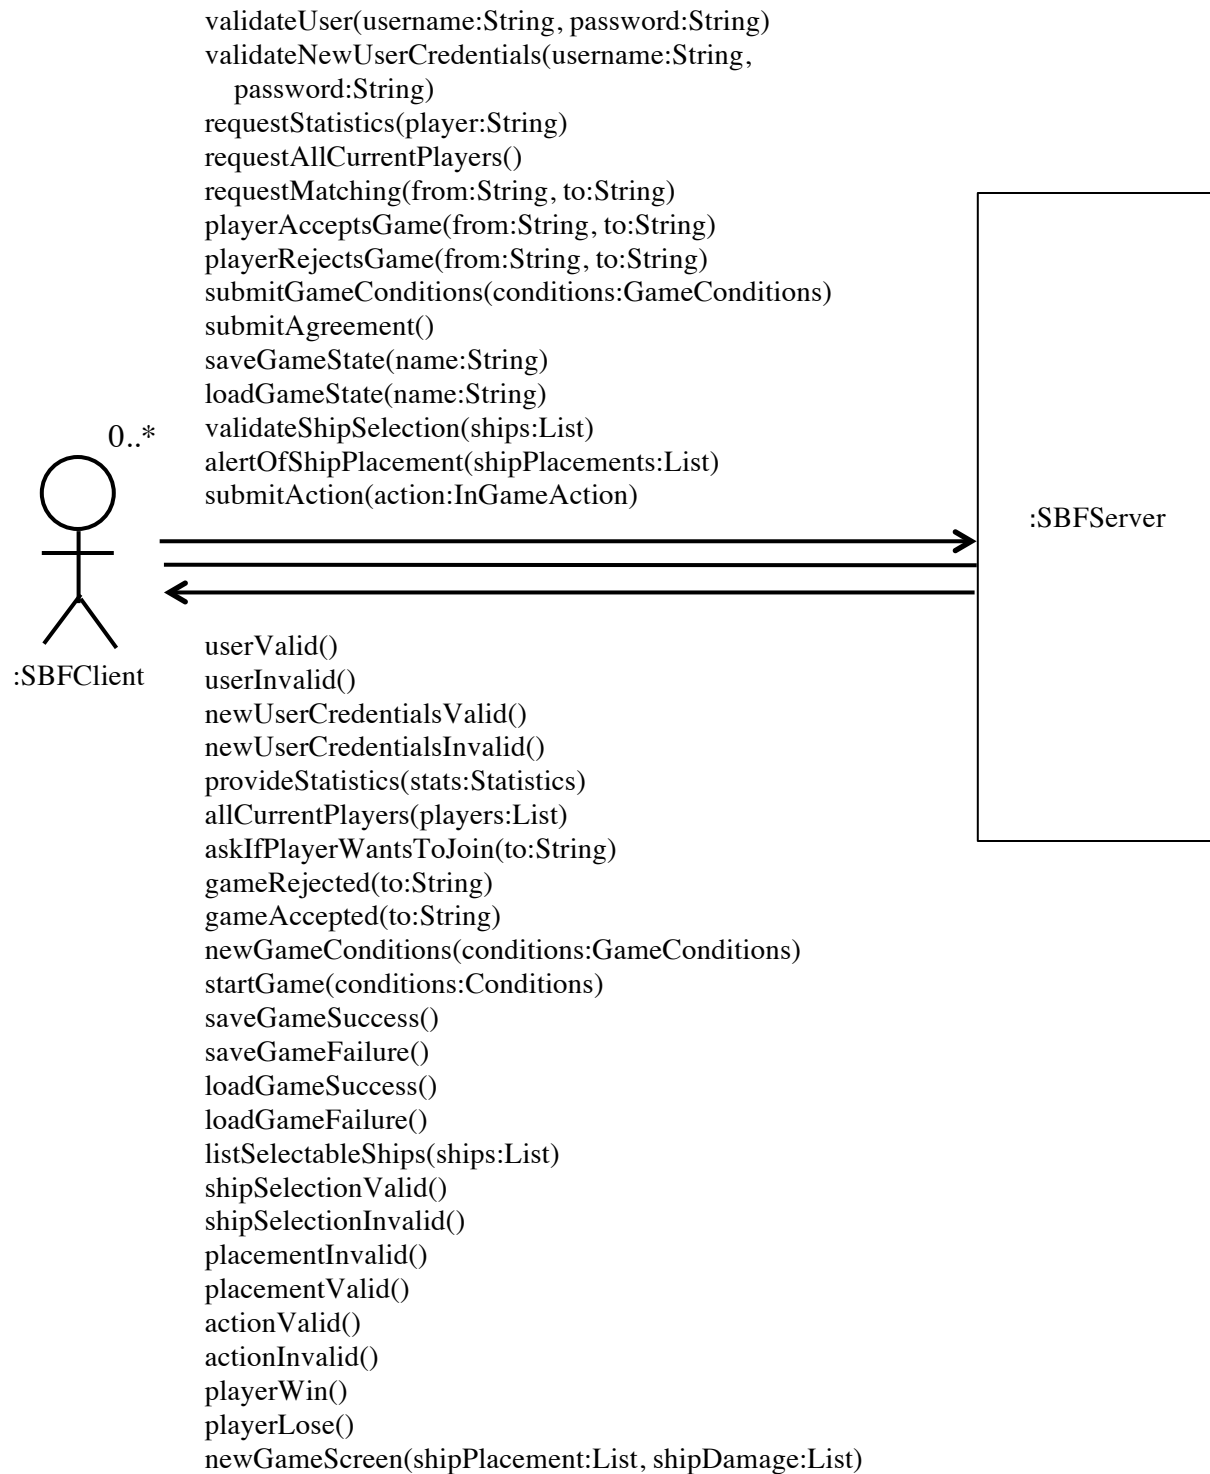 validateUser(username:String, password:String)
validateNewUserCredentials(username:String,
password:String)
requestStatistics(player:String)
requestAllCurrentPlayers()
requestMatching(from:String, to:String)
playerAcceptsGame(from:String, to:String)
playerRejectsGame(from:String, to:String)
submitGameConditions(conditions:GameConditions)
submitAgreement()
saveGameState(name:String)
loadGameState(name:String)
validateShipSelection(ships:List)
alertOfShipPlacement(shipPlacements:List)
submitAction(action:InGameAction)
0..*
:SBFClient
:SBFServer
userValid()
userInvalid()
newUserCredentialsValid()
newUserCredentialsInvalid()
provideStatistics(stats:Statistics)
allCurrentPlayers(players:List)
askIfPlayerWantsToJoin(to:String)
gameRejected(to:String)
gameAccepted(to:String)
newGameConditions(conditions:GameConditions)
startGame(conditions:Conditions)
saveGameSuccess()
saveGameFailure()
loadGameSuccess()
loadGameFailure()
listSelectableShips(ships:List)
shipSelectionValid()
shipSelectionInvalid()
placementInvalid()
placementValid()
actionValid()
actionInvalid()
playerWin()
playerLose()
newGameScreen(shipPlacement:List, shipDamage:List)